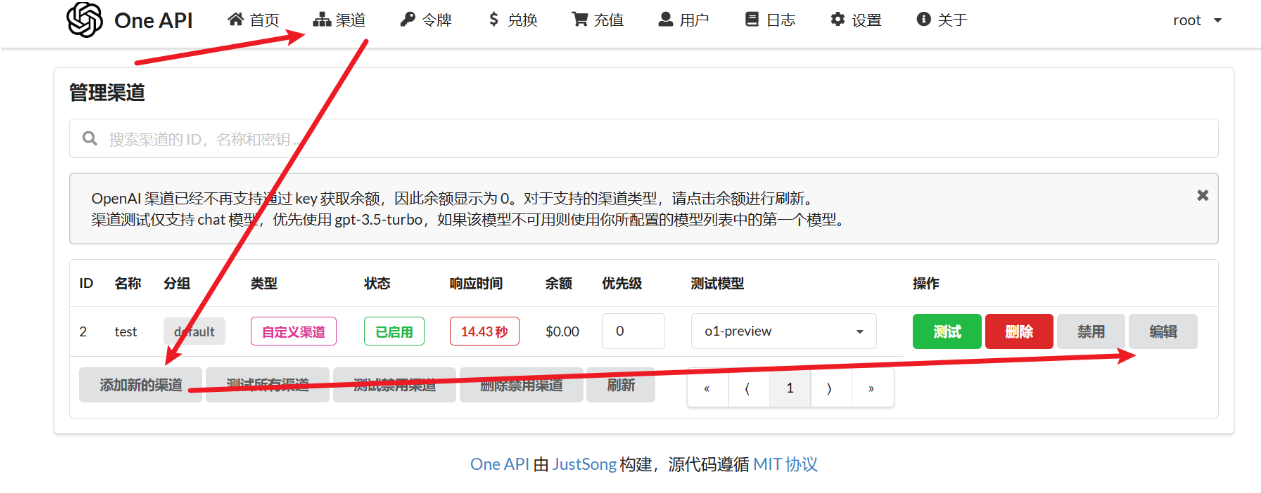 One API 首页 渠道 令牌 兑换 充值 用户 日志 设置 关于 root
管理渠道
搜索渠道的 ID，名称和密钥 ...
OpenAI 渠道已经不再支持通过 key 获取余额，因此余额显示为 0。对于支持的渠道类型，请点击余额进行刷新。
渠道测试仅支持 chat 模型，优先使用 gpt-3.5-turbo，如果该模型不可用则使用你所配置的模型列表中的第一个模型。
ID 名称 分组 类型 状态 响应时间 余额 优先级 测试模型 操作
2 test default 自定义渠道 已启用 14.43 秒 $0.00 0 o1-preview 测试 删除 禁用 编辑
添加新的渠道 测试所有渠道 测试禁用渠道 删除禁用渠道 刷新 « ⟨ 1 ⟩ »
One API 由 JustSong 构建，源代码遵循 MIT 协议